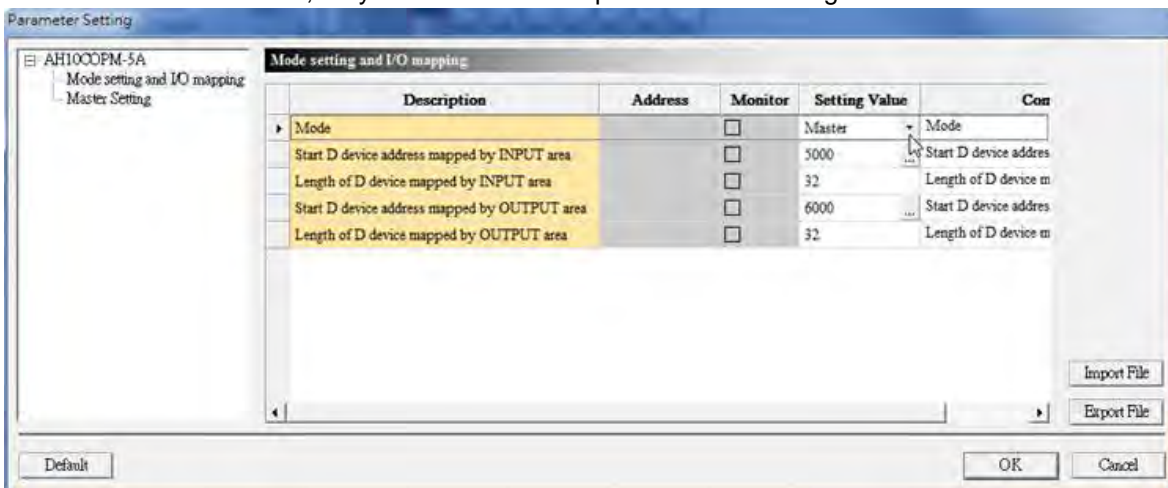 Parameter Setting
AH10COPM-5A
Mode setting and I/O mapping
Master Setting
Mode setting and I/O mapping
Description Address Monitor Setting Value Com
Mode Master Mode
Start D device address mapped by INPUT area 5000 ... Start D device addres
Length of D device mapped by INPUT area 32 Length of D device m
Start D device address mapped by OUTPUT area 6000 ... Start D device addres
Length of D device mapped by OUTPUT area 32 Length of D device m
Import File
Export File
Default OK Cancel